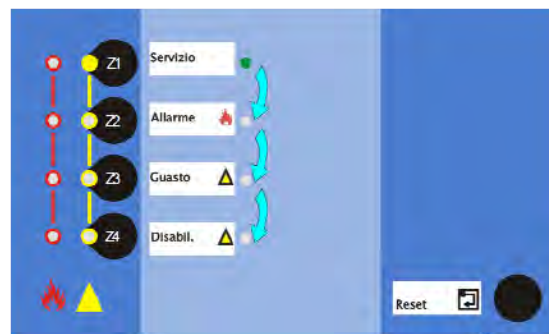 Z1 Servizio
Z2 Allarme
Z3 Guasto
Z4 Disabil.
Reset